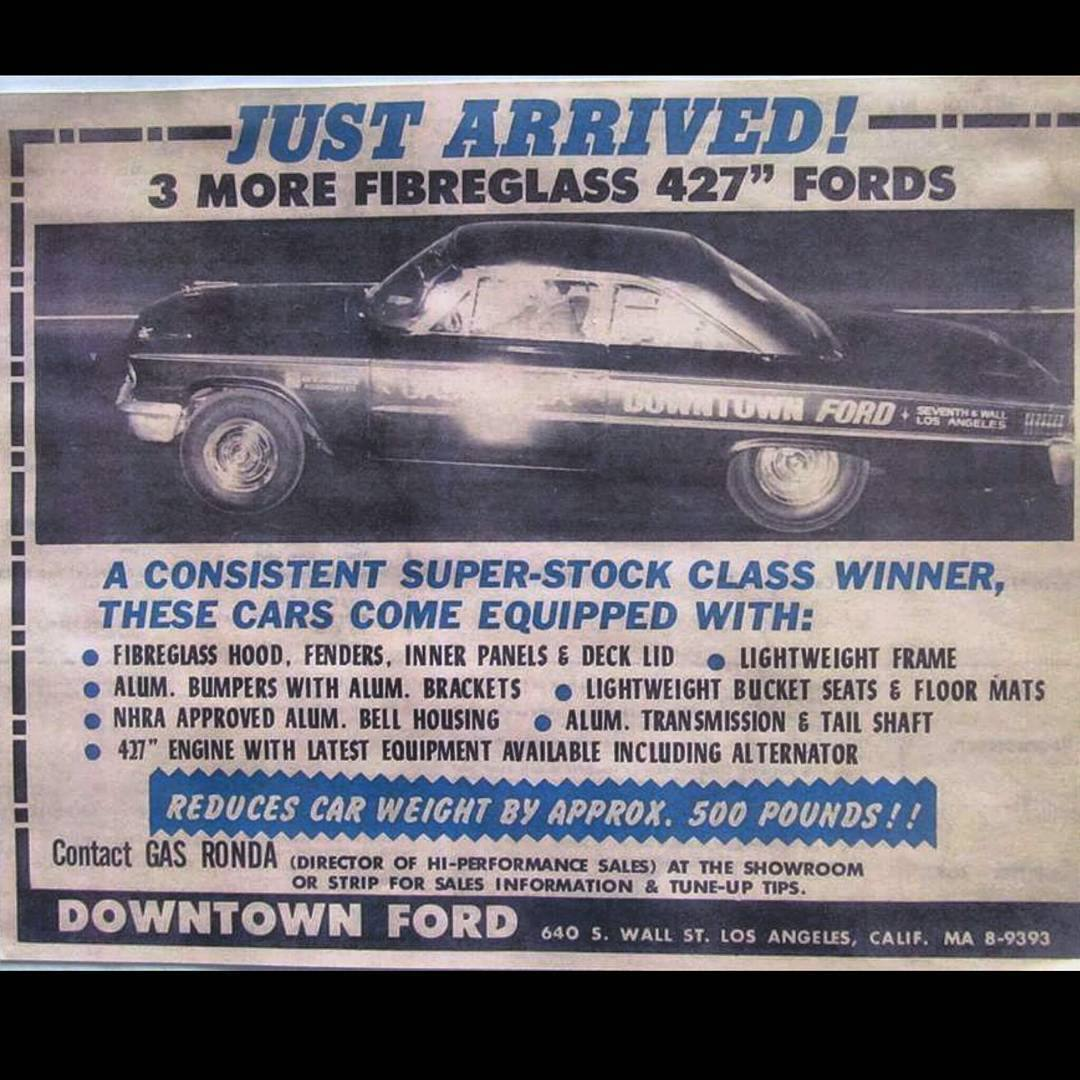 JUST ARRIVED!
3 MORE FIBREGLASS 427” FORDS
DOWNTOWN FORD + SEVENTH & WALL
LOS ANGELES
A CONSISTENT SUPER-STOCK CLASS WINNER,
THESE CARS COME EQUIPPED WITH:
• FIBREGLASS HOOD, FENDERS, INNER PANELS & DECK LID • LIGHTWEIGHT FRAME
• ALUM. BUMPERS WITH ALUM. BRACKETS • LIGHTWEIGHT BUCKET SEATS & FLOOR MATS
• NHRA APPROVED ALUM. BELL HOUSING • ALUM. TRANSMISSION & TAIL SHAFT
• 427” ENGINE WITH LATEST EQUIPMENT AVAILABLE INCLUDING ALTERNATOR
REDUCES CAR WEIGHT BY APPROX. 500 POUNDS!!
Contact GAS RONDA (DIRECTOR OF HI-PERFORMANCE SALES) AT THE SHOWROOM
OR STRIP FOR SALES INFORMATION & TUNE-UP TIPS.
DOWNTOWN FORD 640 S. WALL ST. LOS ANGELES, CALIF. MA 8-9393